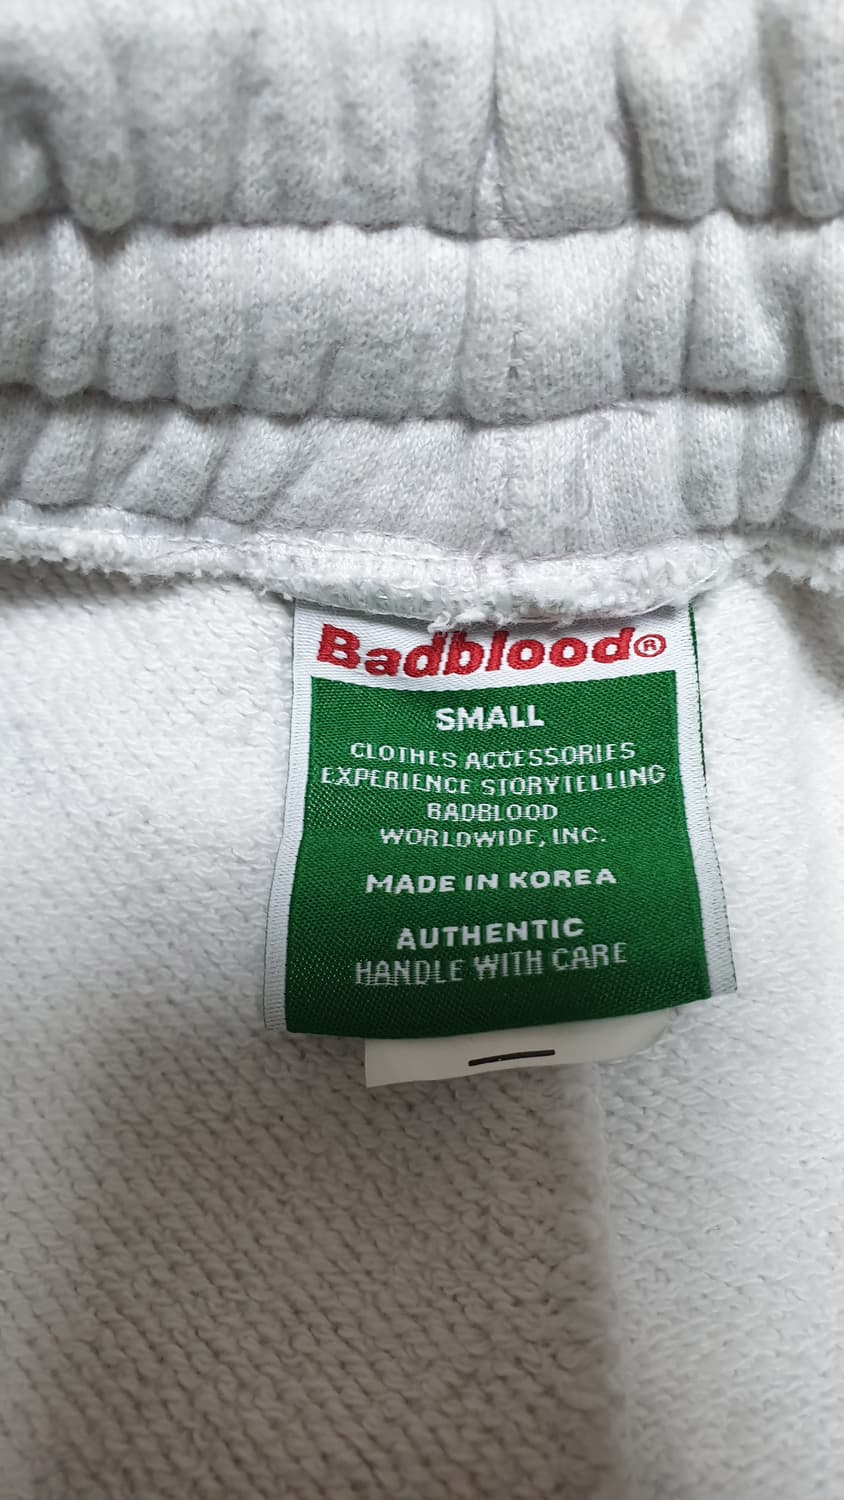 Badblood®
SMALL
CLOTHES ACCESSORIES
EXPERIENCE STORYTELLING
BADBLOOD
WORLDWIDE, INC.
MADE IN KOREA
AUTHENTIC
HANDLE WITH CARE